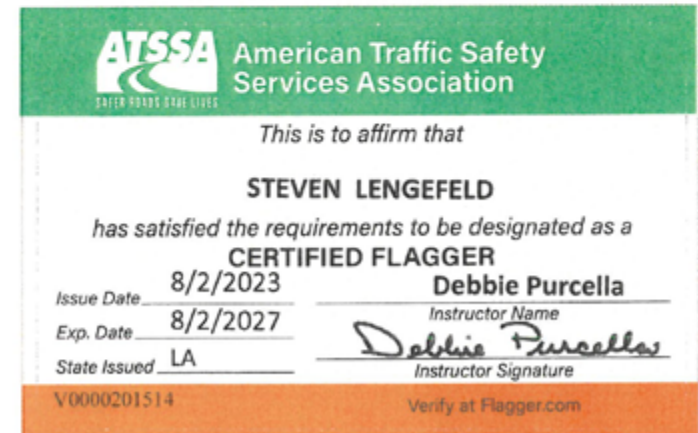 ATSSA
SAFER ROADS SAVE LIVES
American Traffic Safety
Services Association
This is to affirm that
STEVEN LENGEFELD
has satisfied the requirements to be designated as a
CERTIFIED FLAGGER
Issue Date 8/2/2023
Debbie Purcella
Instructor Name
Exp. Date 8/2/2027
Debbie Purcella
State Issued LA
Instructor Signature
V0000201514
Verify at Flagger.com